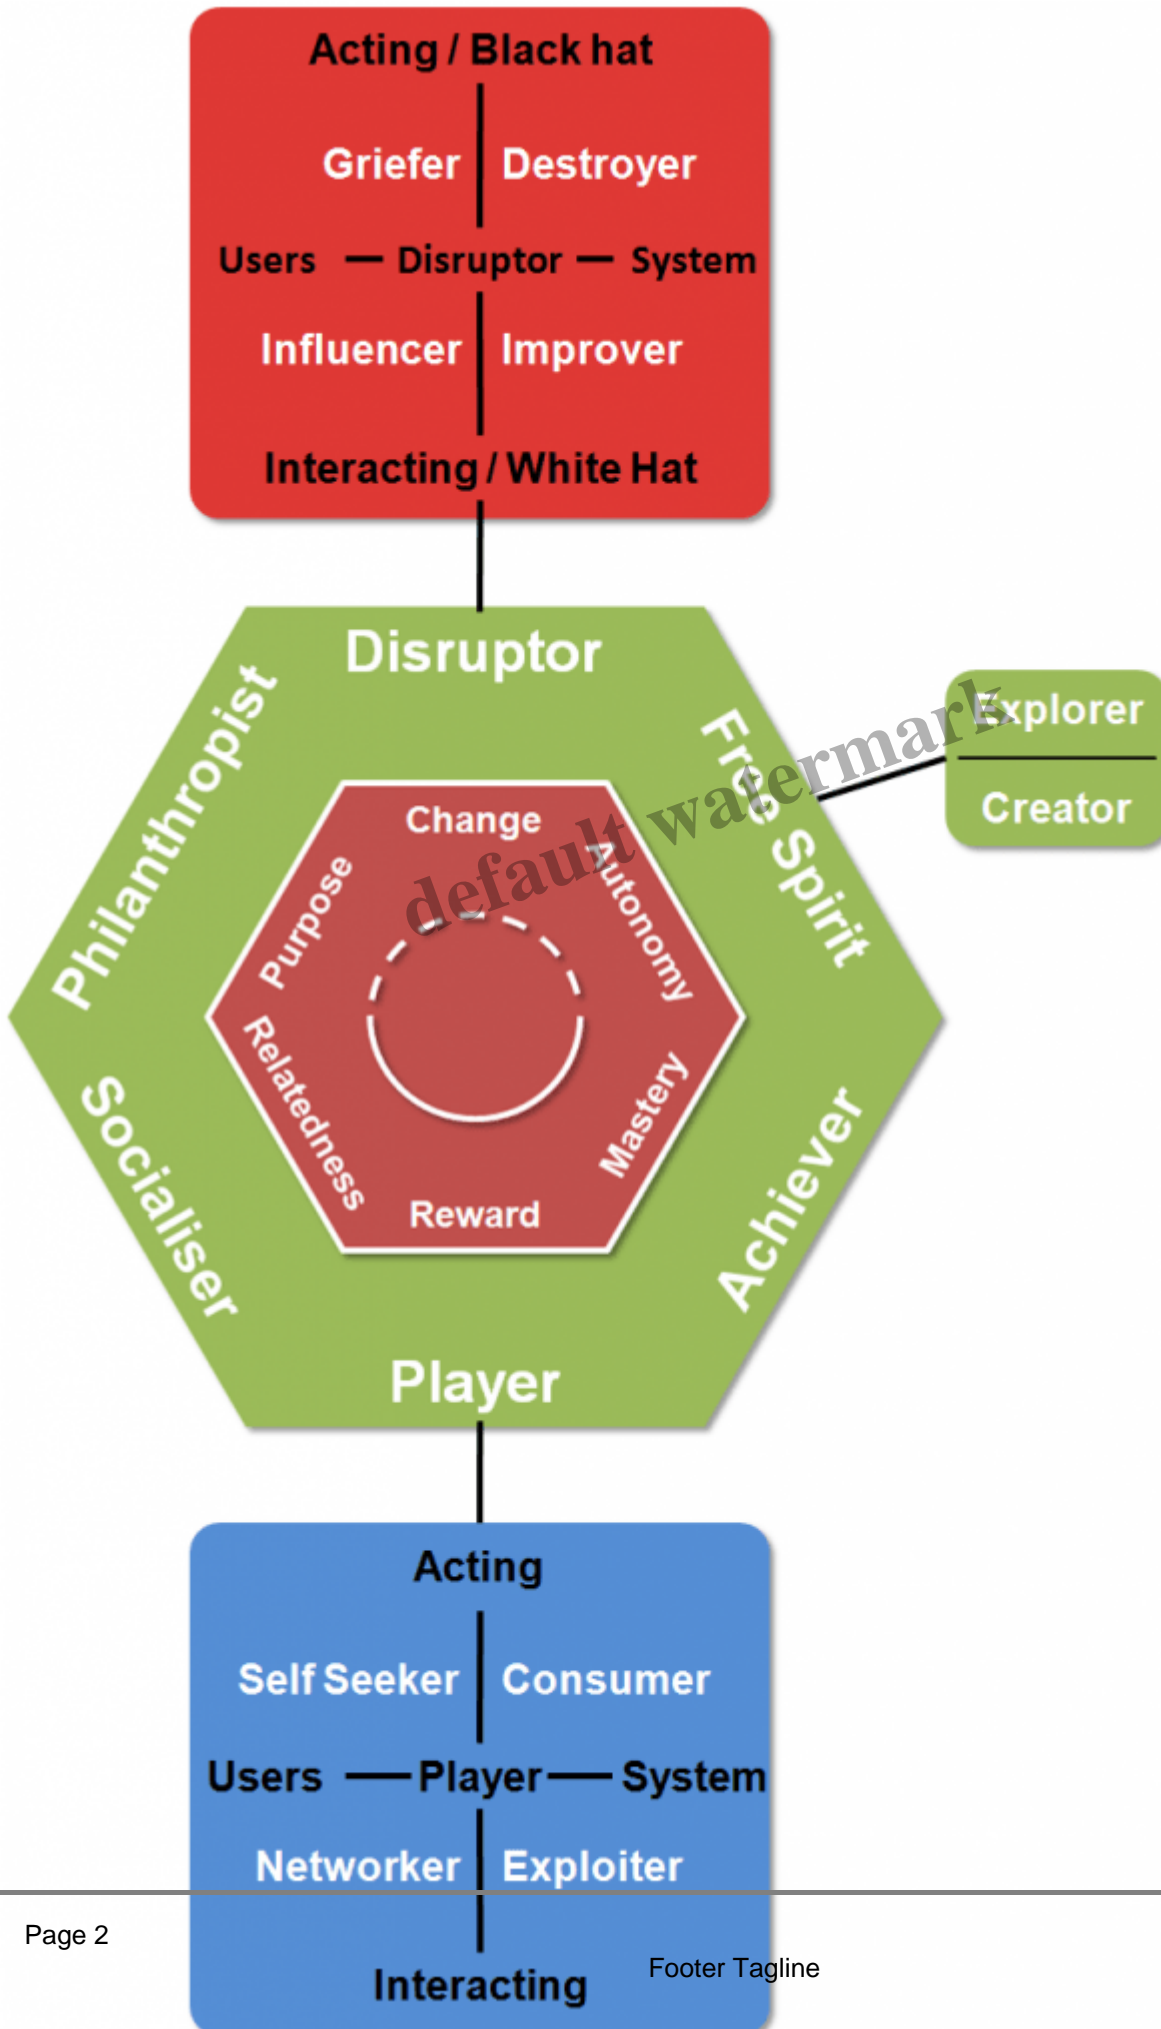 Acting / Black hat
Griefer Destroyer
Users Disruptor System
Influencer Improver
Interacting / White Hat
Disruptor
Philanthropist
Free Spirit
Explorer
Creator
Change
Purpose
Autonomy
default watermark
Relatedness
Mastery
Reward
Socialiser
Achiever
Player
Acting
Self Seeker Consumer
Users Player System
Networker Exploiter
Interacting
Page 2
Footer Tagline